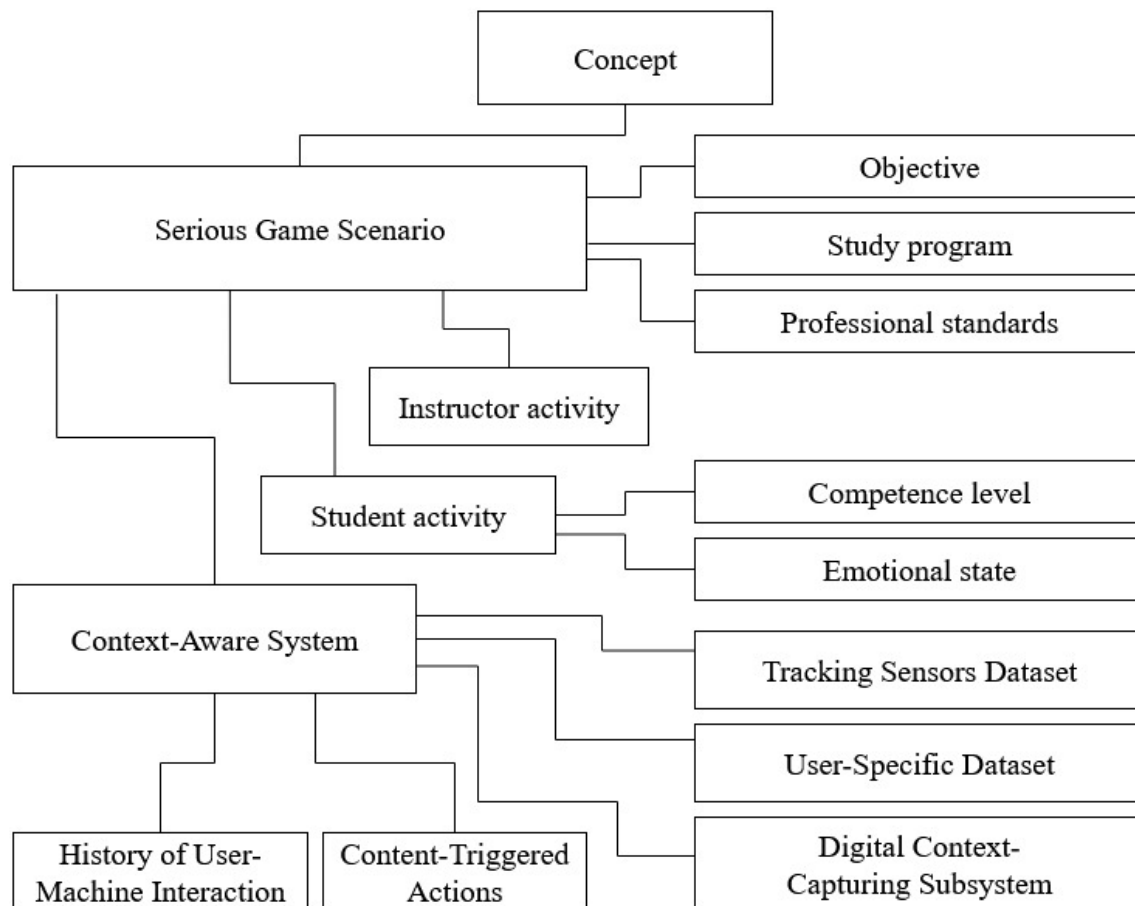 Concept
Serious Game Scenario
Objective
Study program
Professional standards
Instructor activity
Student activity
Competence level
Emotional state
Context-Aware System
Tracking Sensors Dataset
User-Specific Dataset
History of User-
Machine Interaction
Content-Triggered
Actions
Digital Context-
Capturing Subsystem